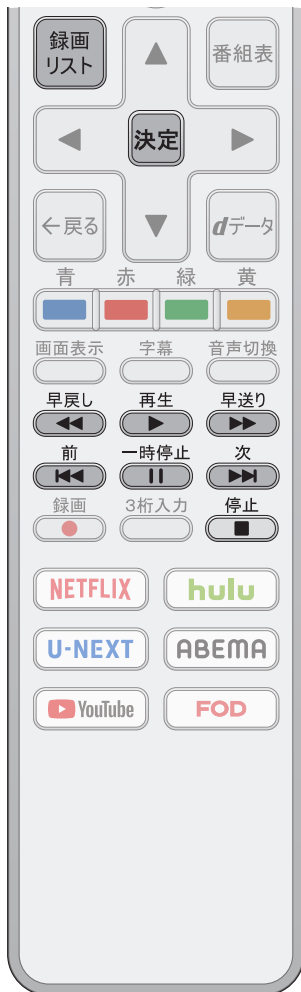 録画
リスト
番組表
決定
←戻る
dデータ
青 赤 緑 黄
画面表示 字幕 音声切換
早戻し 再生 早送り
前 一時停止 次
録画 3桁入力 停止
NETFLIX hulu
U-NEXT ABEMA
YouTube FOD